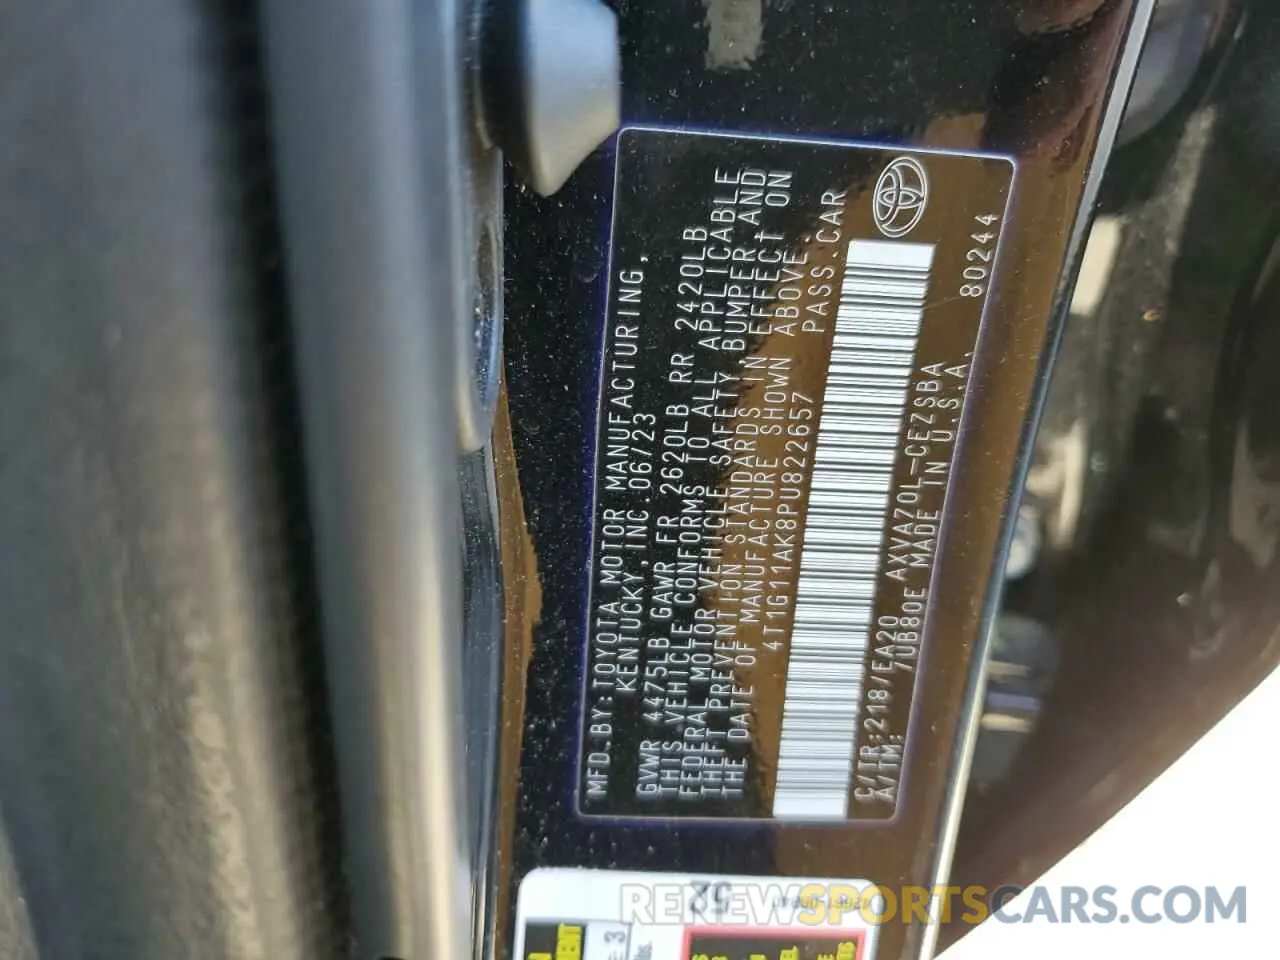 MFD.BY:TOYOTA MOTOR MANUFACTURING,
KENTUCKY,INC 06/23
GVWR 4475LB GAWR FR 2620LB RR 2420LB
THIS VEHICLE CONFORMS TO ALL APPLICABLE
FEDERAL MOTOR VEHICLE SAFETY,BUMPER,AND
THEFT PREVENTION STANDARDS IN EFFECT ON
THE DATE OF MANUFACTURE SHOWN ABOVE.
4T1G11AK8PU822657 PASS.CAR
C/TR:218/EA20 AXVA70L-CEZSBA
A/TM: /UB80E MADE IN U.S.A.
80244
RENEWSPORTSCARS.COM